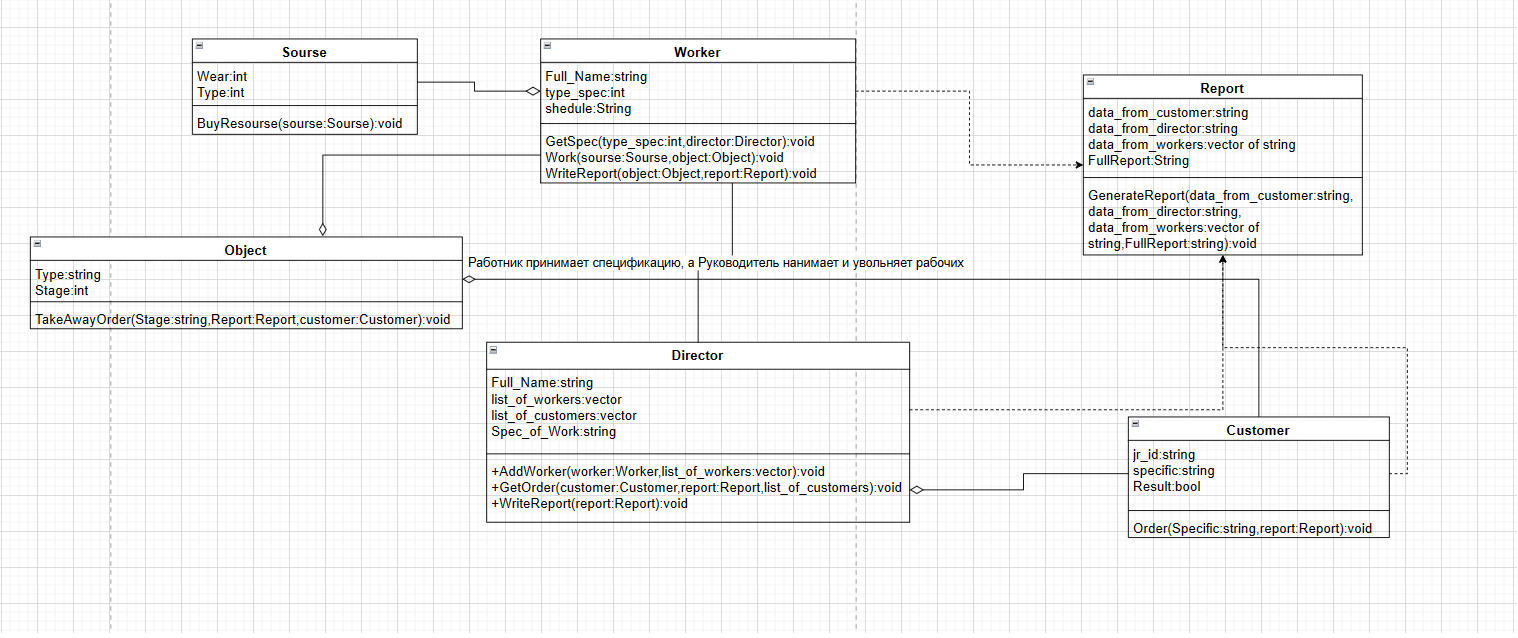 Sourse
Wear:int
Type:int
BuyResourse(sourse:Sourse):void
Worker
Full_Name:string
type_spec:int
shedule:String
GetSpec(type_spec:int,director:Director):void
Work(sourse:Sourse,object:Object):void
WriteReport(object:Object,report:Report):void
Report
data_from_customer:string
data_from_director:string
data_from_workers:vector of string
FullReport:String
GenerateReport(data_from_customer:string,
data_from_director:string,
data_from_workers:vector of
string,FullReport:string):void
Object
Type:string
Stage:int
TakeAwayOrder(Stage:string,Report:Report,customer:Customer):void
Работник принимает спецификацию, а Руководитель нанимает и увольняет рабочих
Director
Full_Name:string
list_of_workers:vector
list_of_customers:vector
Spec_of_Work:string
+AddWorker(worker:Worker,list_of_workers:vector):void
+GetOrder(customer:Customer,report:Report,list_of_customers):void
+WriteReport(report:Report):void
Customer
jr_id:string
specific:string
Result:bool
Order(Specific:string,report:Report):void